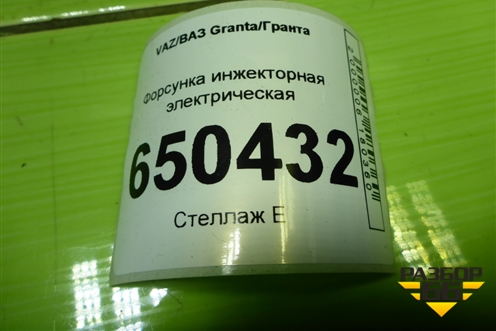 VAZ/ВАЗ Granta/Гранта
Форсунка инжекторная
электрическая
650432
Стеллаж Е
РАЗБОР